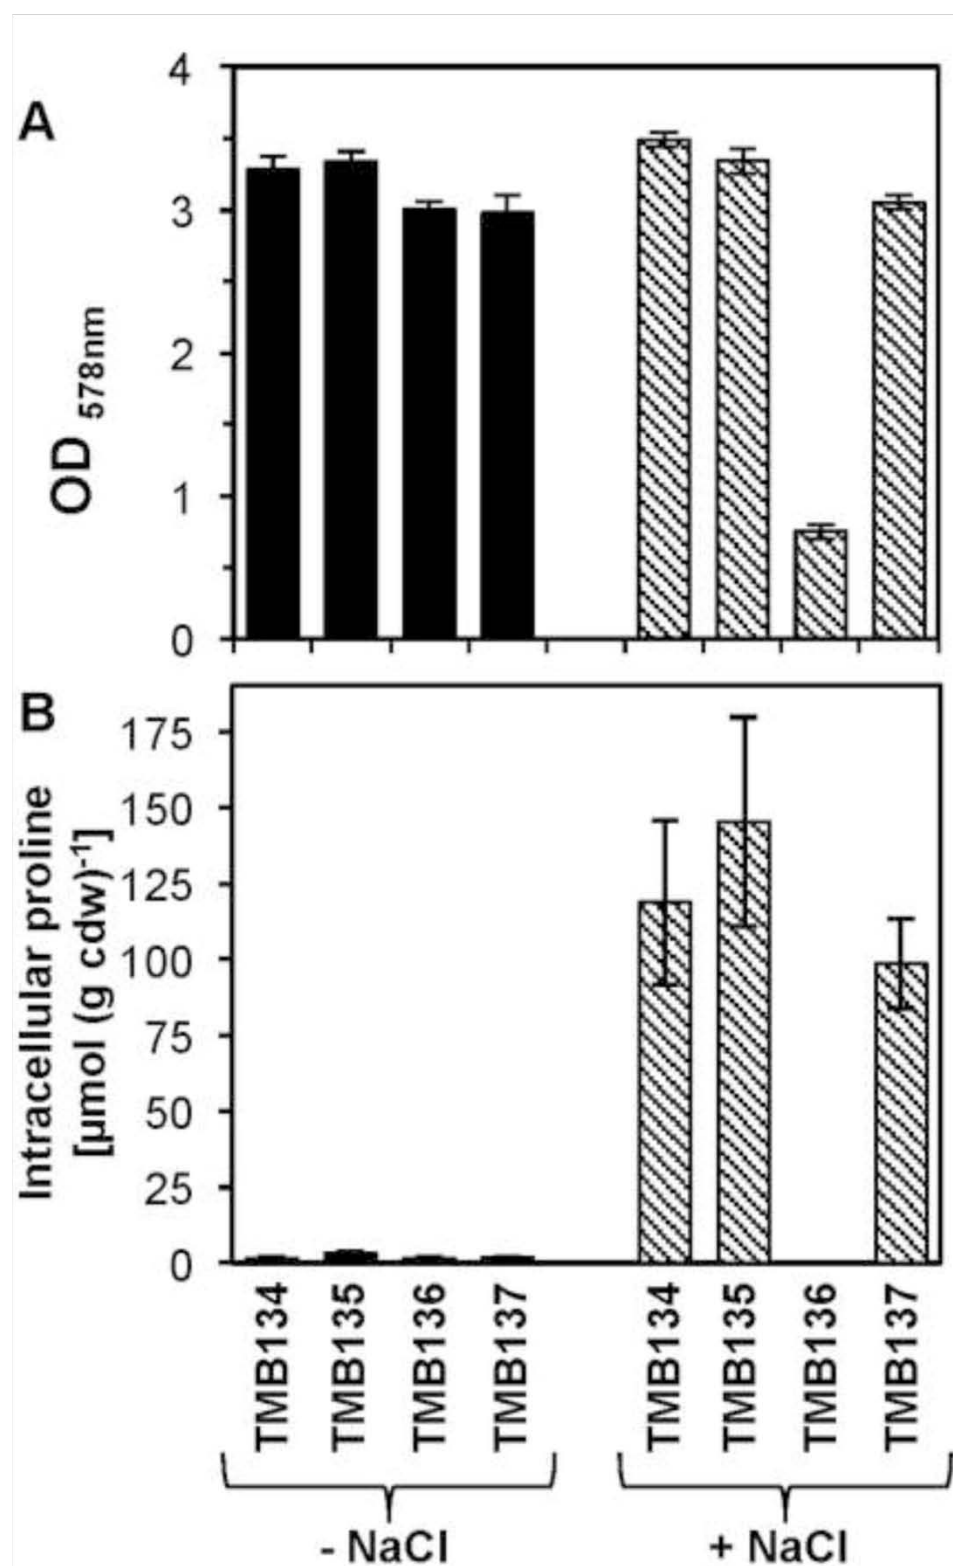 A
4
3
2
1
0
OD 578nm
B
175
150
125
100
75
50
25
0
Intracellular proline
[µmol (g cdw)-1]
TMB134
TMB135
TMB136
TMB137
TMB134
TMB135
TMB136
TMB137
- NaCl
+ NaCl